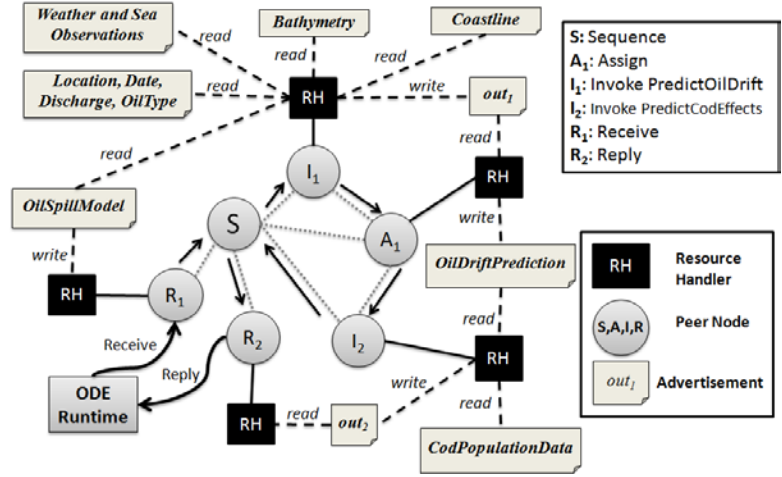 Weather and Sea
Observations
read
Bathymetry
read
Coastline
read
Location, Date,
Discharge, OilType
read
RH
write
out1
read
read
OilSpillModel
write
RH
R1
S
I1
A1
RH
write
OilDriftPrediction
read
I2
RH
R2
Receive
Reply
ODE
Runtime
RH
read
out2
write
read
CodPopulationData
S: Sequence
A1: Assign
I1: Invoke PredictOilDrift
I2: Invoke PredictCodEffects
R1: Receive
R2: Reply
RH
Resource
Handler
S,A,I,R
Peer Node
out1
Advertisement